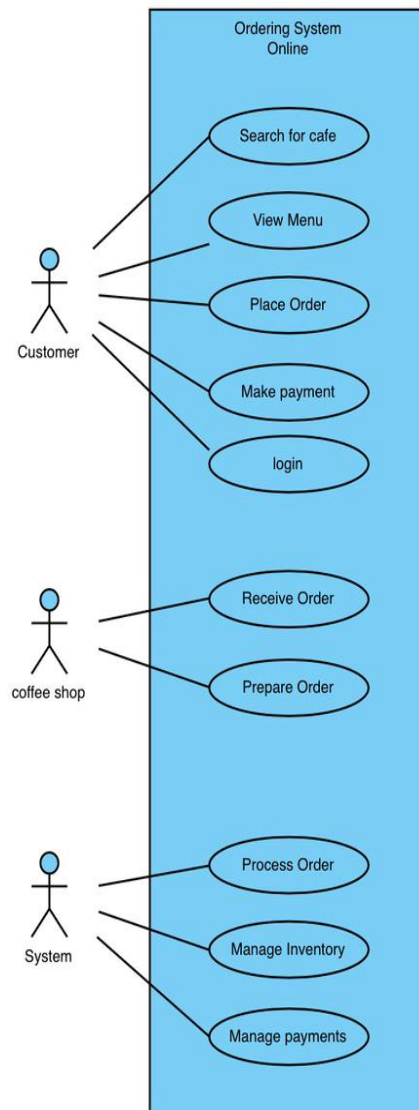 Ordering System
Online
Search for cafe
View Menu
Place Order
Customer
Make payment
login
Receive Order
coffee shop
Prepare Order
Process Order
System
Manage Inventory
Manage payments